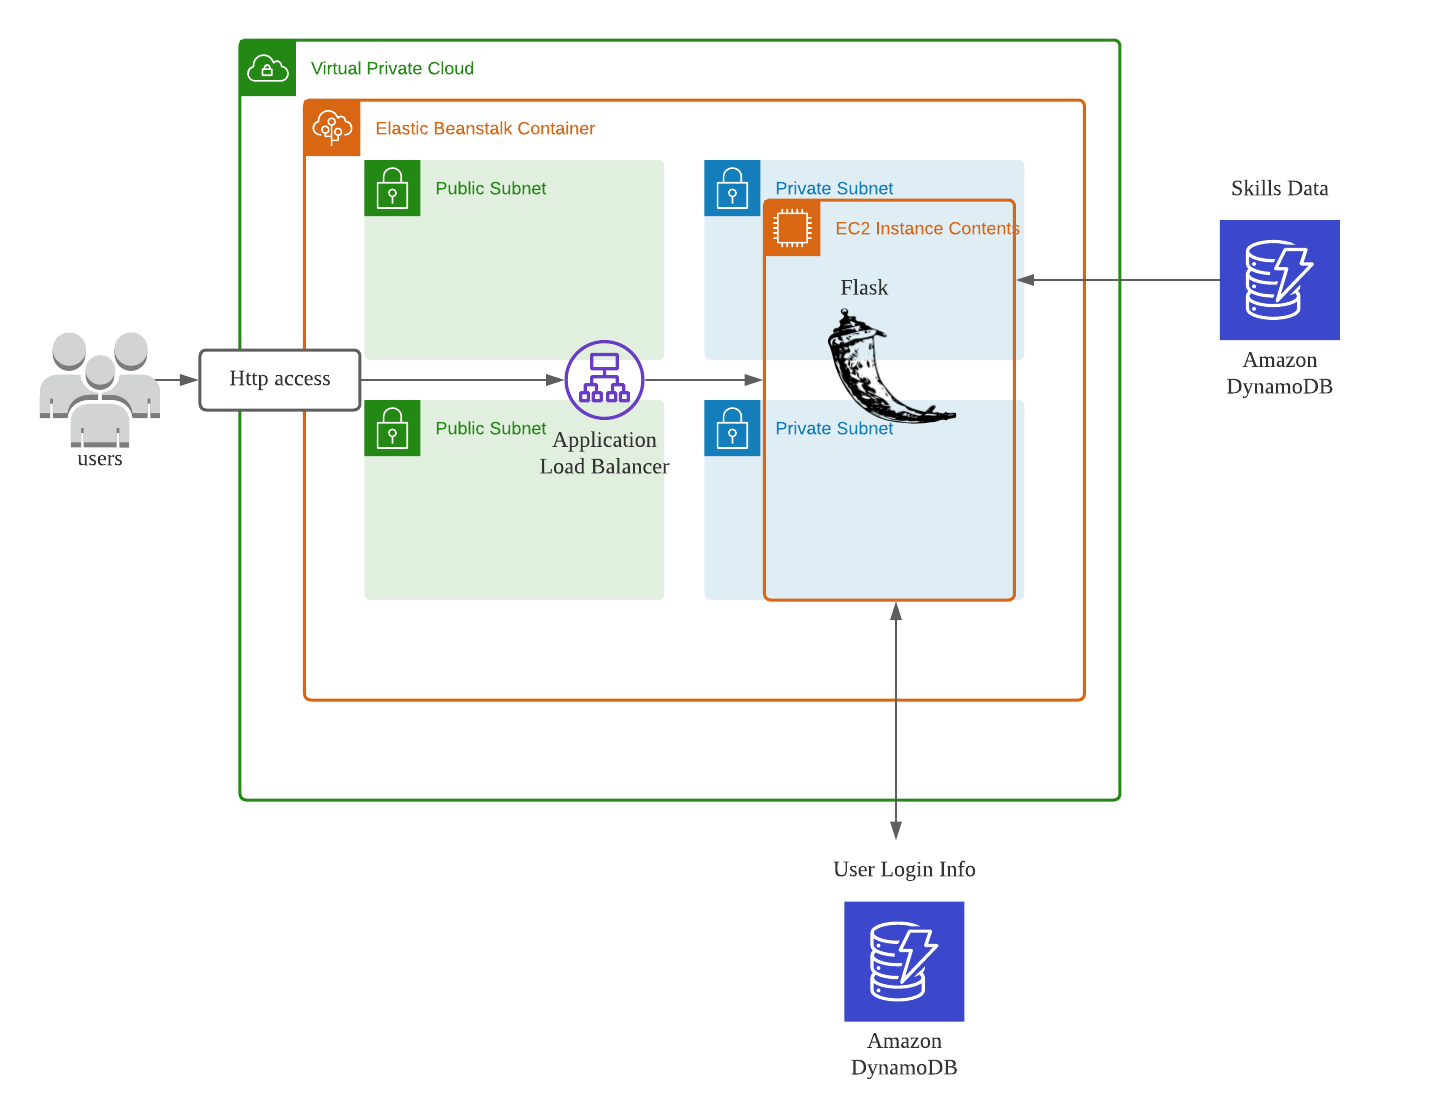 Virtual Private Cloud
Elastic Beanstalk Container
Public Subnet
Private Subnet
EC2 Instance Contents
Flask
Skills Data
Amazon
DynamoDB
users
Http access
Public Subnet
Application
Load Balancer
Private Subnet
User Login Info
Amazon
DynamoDB